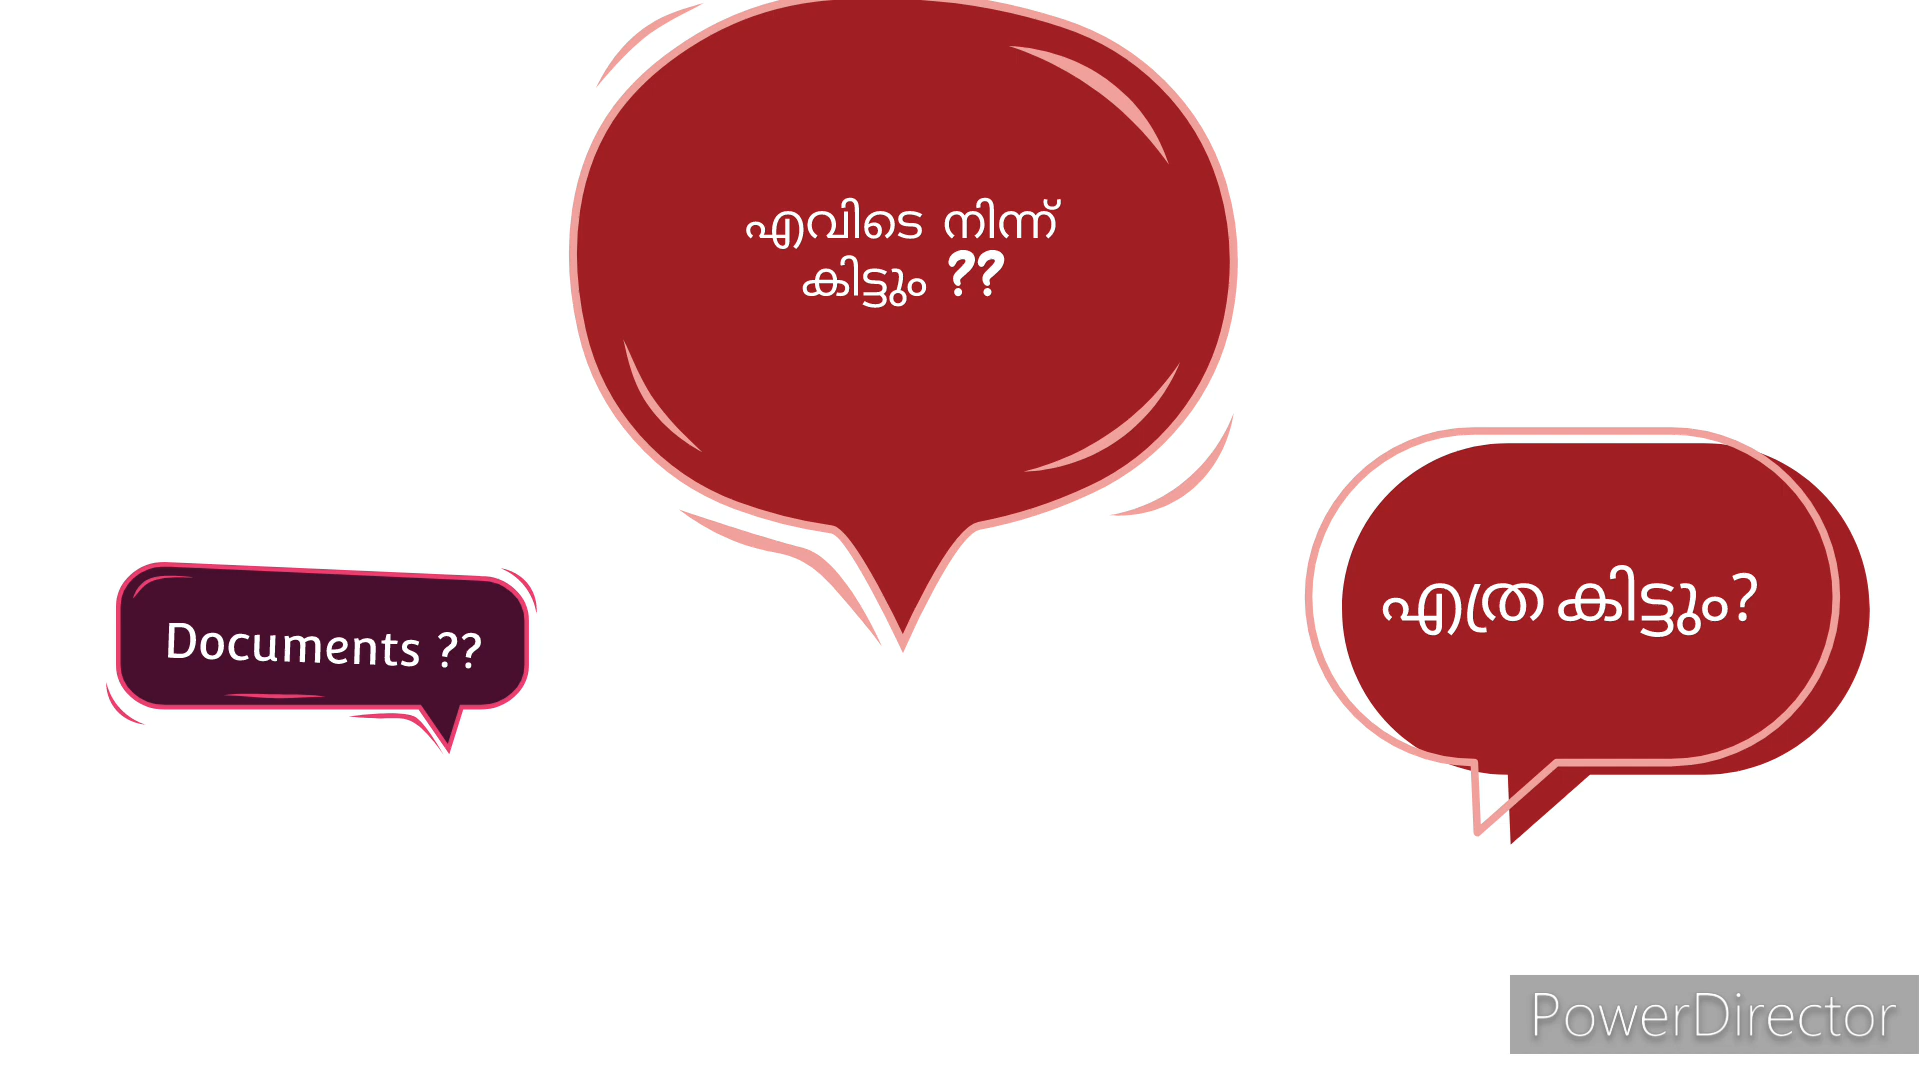 എവിടെ നിന്ന്
കിട്ടും ??
Documents ??
എത്ര കിട്ടും?
PowerDirector